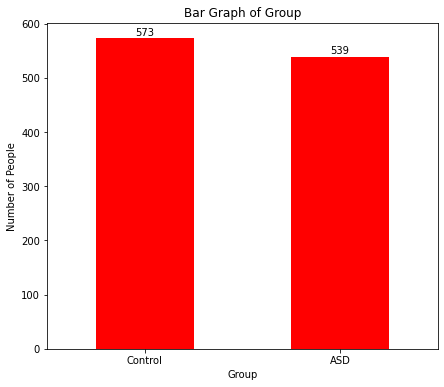 Bar Graph of Group
573
539
600
500
400
300
200
100
0
Number of People
Control
ASD
Group